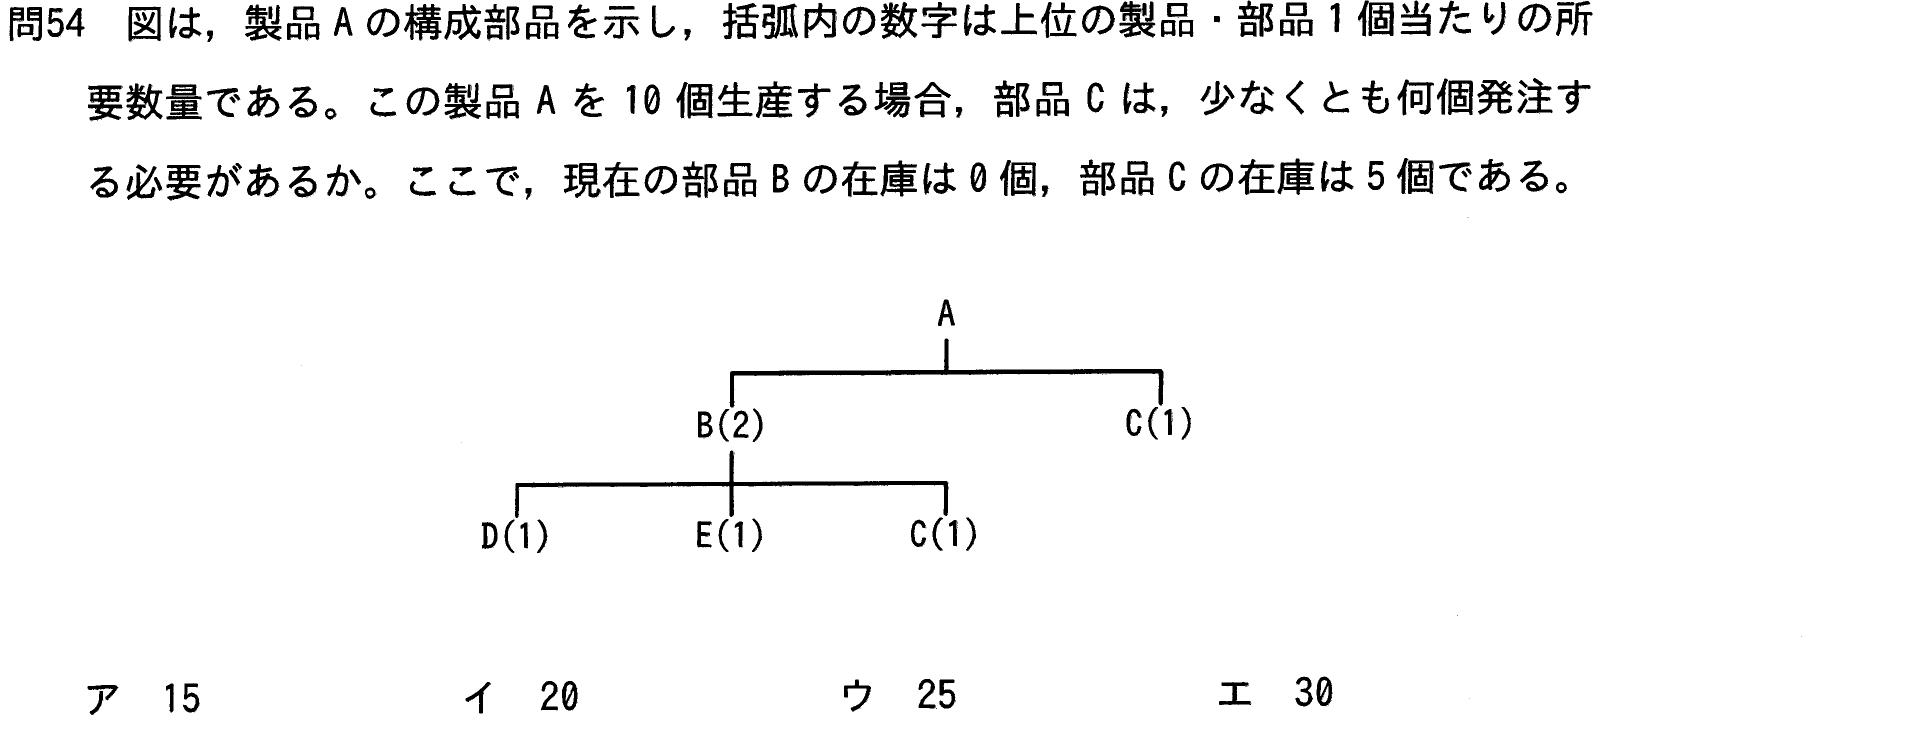 問54 図は，製品 A の構成部品を示し，括弧内の数字は上位の製品・部品 1 個当たりの所
要数量である。この製品 A を 10 個生産する場合，部品 C は，少なくとも何個発注す
る必要があるか。ここで，現在の部品 B の在庫は 0 個，部品 C の在庫は 5 個である。
A
B(2) C(1)
D(1) E(1) C(1)
ア 15 イ 20 ウ 25 エ 30